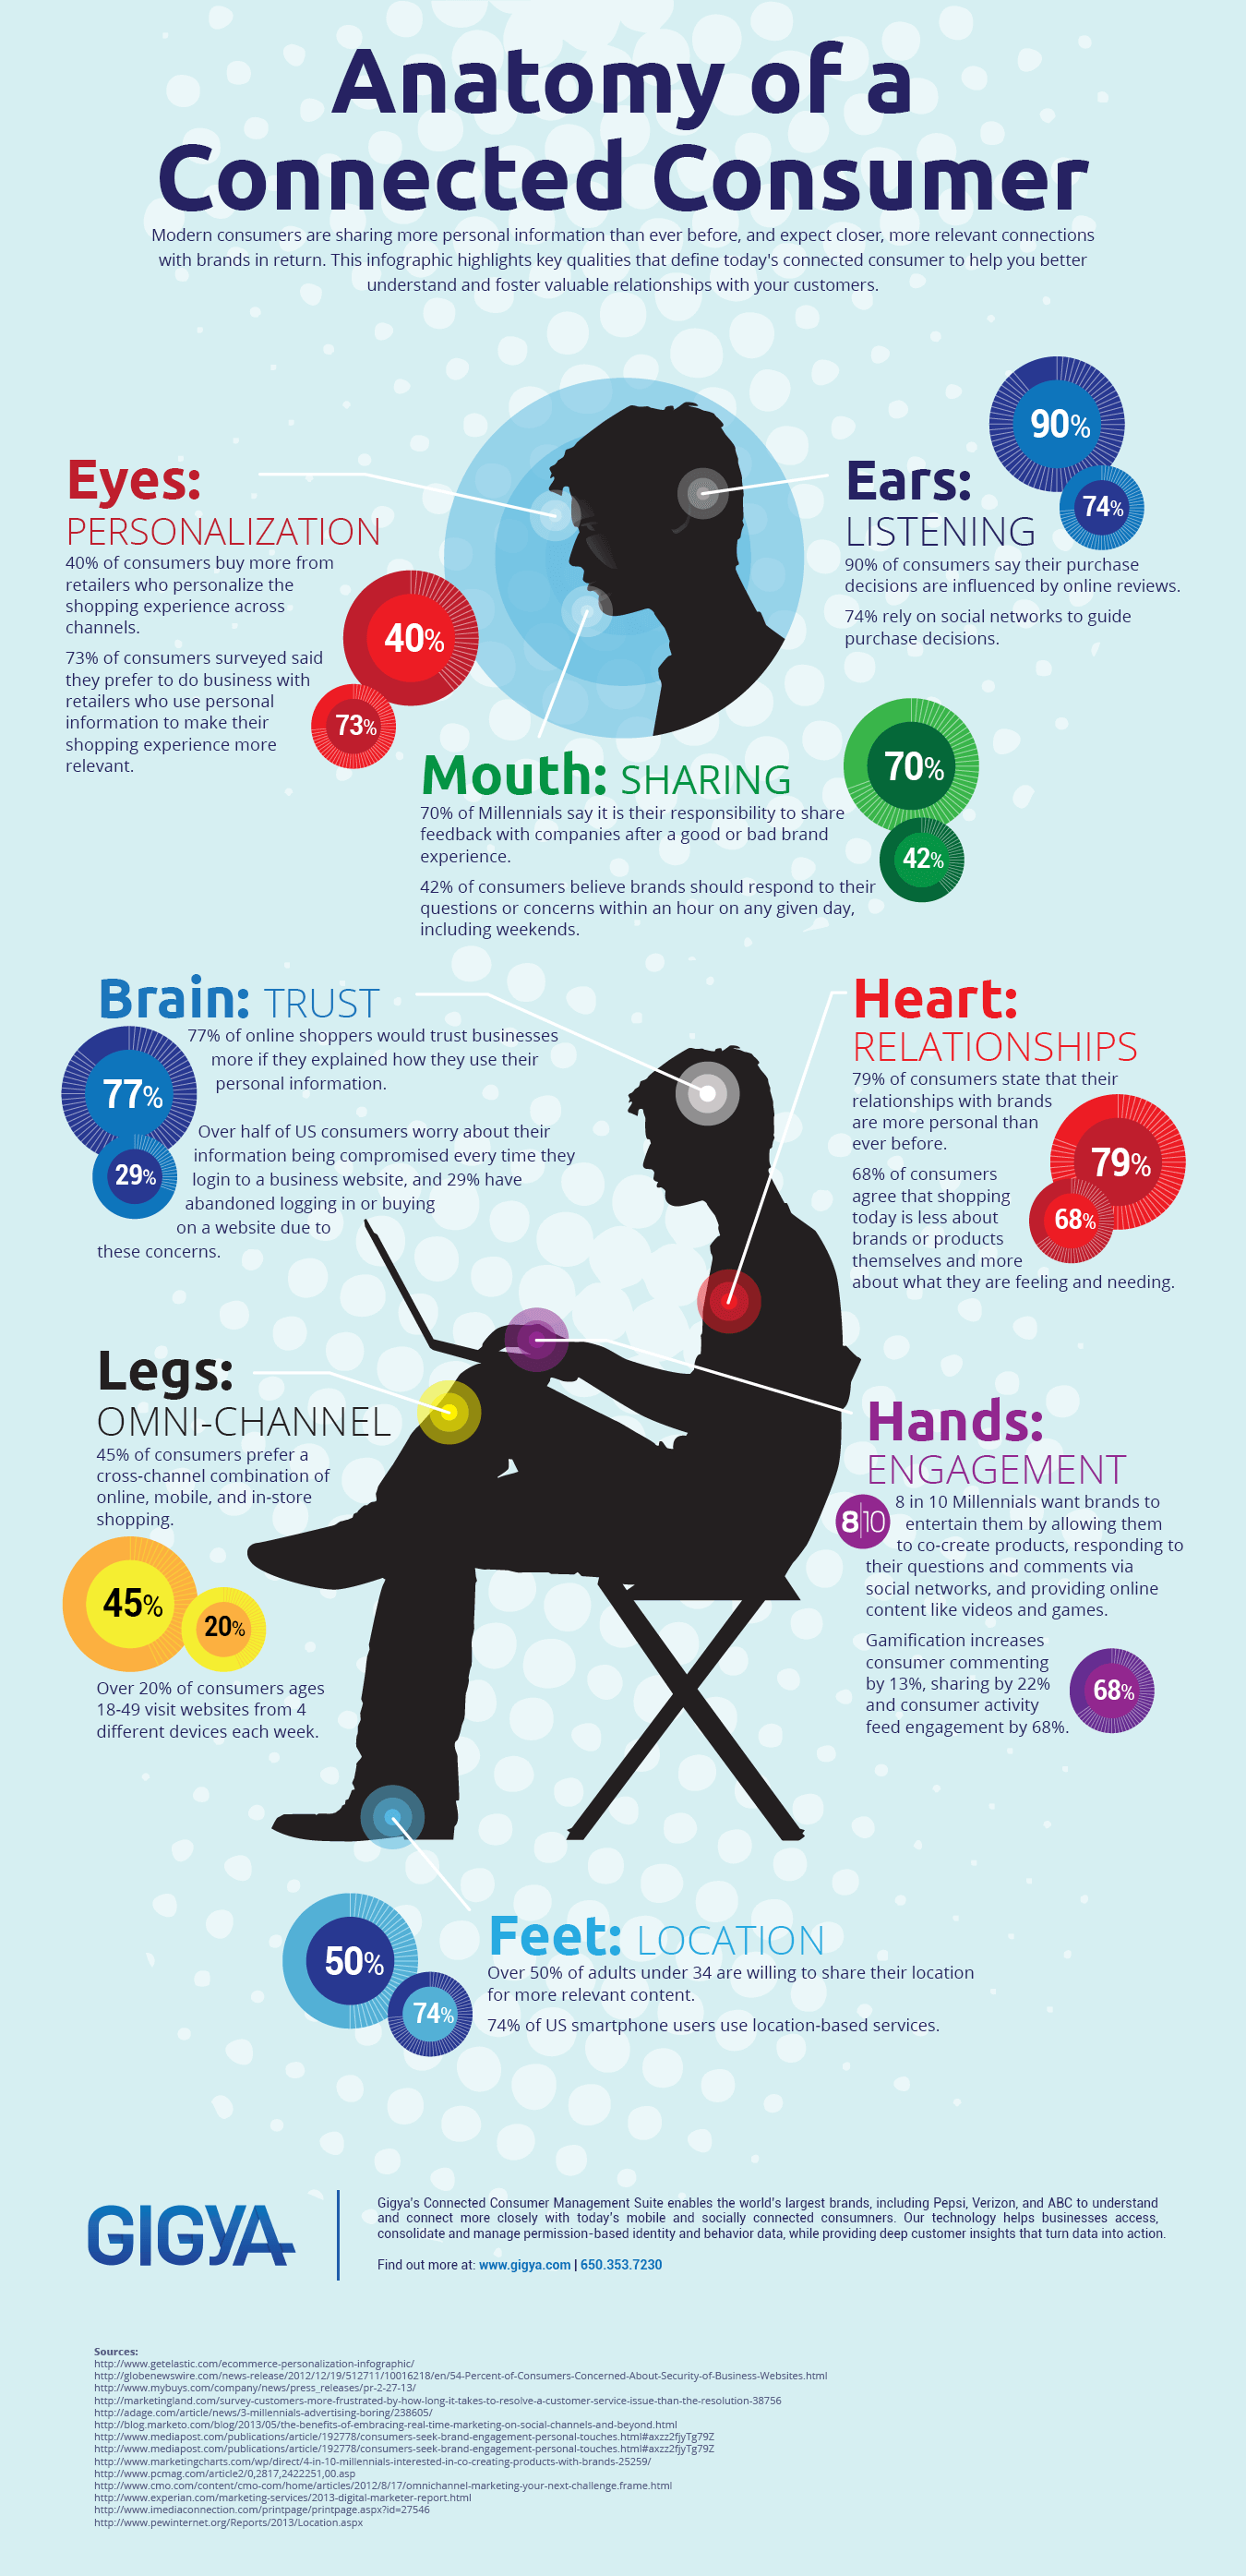 Anatomy of a
Connected Consumer
Modern consumers are sharing more personal information than ever before, and expect closer, more relevant connections
with brands in return. This infographic highlights key qualities that define today's connected consumer to help you better
understand and foster valuable relationships with your customers.
Eyes:
PERSONALIZATION
40% of consumers buy more from
retailers who personalize the
shopping experience across
channels.
73% of consumers surveyed said
they prefer to do business with
retailers who use personal
information to make their
shopping experience more
relevant.
40%
73%
90%
74%
Ears:
LISTENING
90% of consumers say their purchase
decisions are influenced by online reviews.
74% rely on social networks to guide
purchase decisions.
Mouth: SHARING
70% of Millennials say it is their responsibility to share
feedback with companies after a good or bad brand
experience.
42% of consumers believe brands should respond to their
questions or concerns within an hour on any given day,
including weekends.
70%
42%
Brain: TRUST
77% of online shoppers would trust businesses
more if they explained how they use their
personal information.
Over half of US consumers worry about their
information being compromised every time they
login to a business website, and 29% have
abandoned logging in or buying
on a website due to
these concerns.
77%
29%
Heart:
RELATIONSHIPS
79% of consumers state that their
relationships with brands
are more personal than
ever before.
68% of consumers
agree that shopping
today is less about
brands or products
themselves and more
about what they are feeling and needing.
79%
68%
Legs:
OMNI-CHANNEL
45% of consumers prefer a
cross-channel combination of
online, mobile, and in-store
shopping.
45%
20%
Over 20% of consumers ages
18-49 visit websites from 4
different devices each week.
Hands:
ENGAGEMENT
8|10
8 in 10 Millennials want brands to
entertain them by allowing them
to co-create products, responding to
their questions and comments via
social networks, and providing online
content like videos and games.
Gamification increases
consumer commenting
by 13%, sharing by 22%
and consumer activity
feed engagement by 68%.
68%
50%
74%
Feet: LOCATION
Over 50% of adults under 34 are willing to share their location
for more relevant content.
74% of US smartphone users use location-based services.
GIGYA
Gigya's Connected Consumer Management Suite enables the world's largest brands, including Pepsi, Verizon, and ABC to understand
and connect more closely with today's mobile and socially connected consumners. Our technology helps businesses access,
consolidate and manage permission-based identity and behavior data, while providing deep customer insights that turn data into action.
Find out more at: www.gigya.com | 650.353.7230
Sources:
http://www.getelastic.com/ecommerce-personalization-infographic/
http://globenewswire.com/news-release/2012/12/19/512711/10016218/en/54-Percent-of-Consumers-Concerned-About-Security-of-Business-Websites.html
http://www.mybuys.com/company/news/press_releases/pr-2-27-13/
http://marketingland.com/survey-customers-more-frustrated-by-how-long-it-takes-to-resolve-a-customer-service-issue-than-the-resolution-38756
http://adage.com/article/news/3-millennials-advertising-boring/238605/
http://blog.marketo.com/blog/2013/05/the-benefits-of-embracing-real-time-marketing-on-social-channels-and-beyond.html
http://www.mediapost.com/publications/article/192778/consumers-seek-brand-engagement-personal-touches.html#axzz2fjyTg79Z
http://www.mediapost.com/publications/article/192778/consumers-seek-brand-engagement-personal-touches.html#axzz2fjyTg79Z
http://www.marketingcharts.com/wp/direct/4-in-10-millennials-interested-in-co-creating-products-with-brands-25259/
http://www.pcmag.com/article2/0,2817,2422251,00.asp
http://www.cmo.com/content/cmo-com/home/articles/2012/8/17/omnichannel-marketing-your-next-challenge.frame.html
http://www.experian.com/marketing-services/2013-digital-marketer-report.html
http://www.imediaconnection.com/printpage/printpage.aspx?id=27546
http://www.pewinternet.org/Reports/2013/Location.aspx